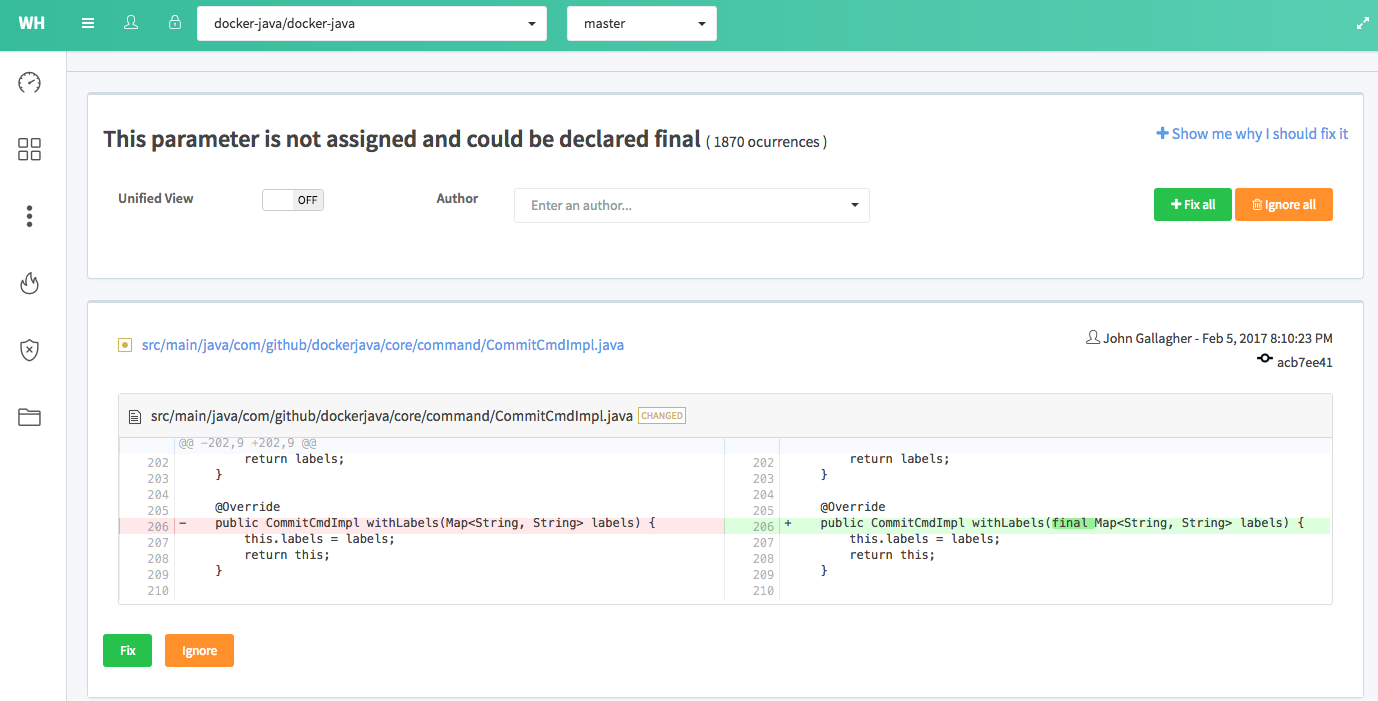 WH docker-java/docker-java master
This parameter is not assigned and could be declared final ( 1870 ocurrences )
Show me why I should fix it
Unified View OFF Author Enter an author... Fix all Ignore all
src/main/java/com/github/dockerjava/core/command/CommitCmdImpl.java
John Gallagher - Feb 5, 2017 8:10:23 PM
acb7ee41
src/main/java/com/github/dockerjava/core/command/CommitCmdImpl.java CHANGED
@@ -202,9 +202,9 @@
202 return labels; 202 return labels;
203 } 203 }
204 204
205 @Override 205 @Override
206 - public CommitCmdImpl withLabels(Map<String, String> labels) { 206 + public CommitCmdImpl withLabels(final Map<String, String> labels) {
207 this.labels = labels; 207 this.labels = labels;
208 return this; 208 return this;
209 } 209 }
210 210
Fix Ignore